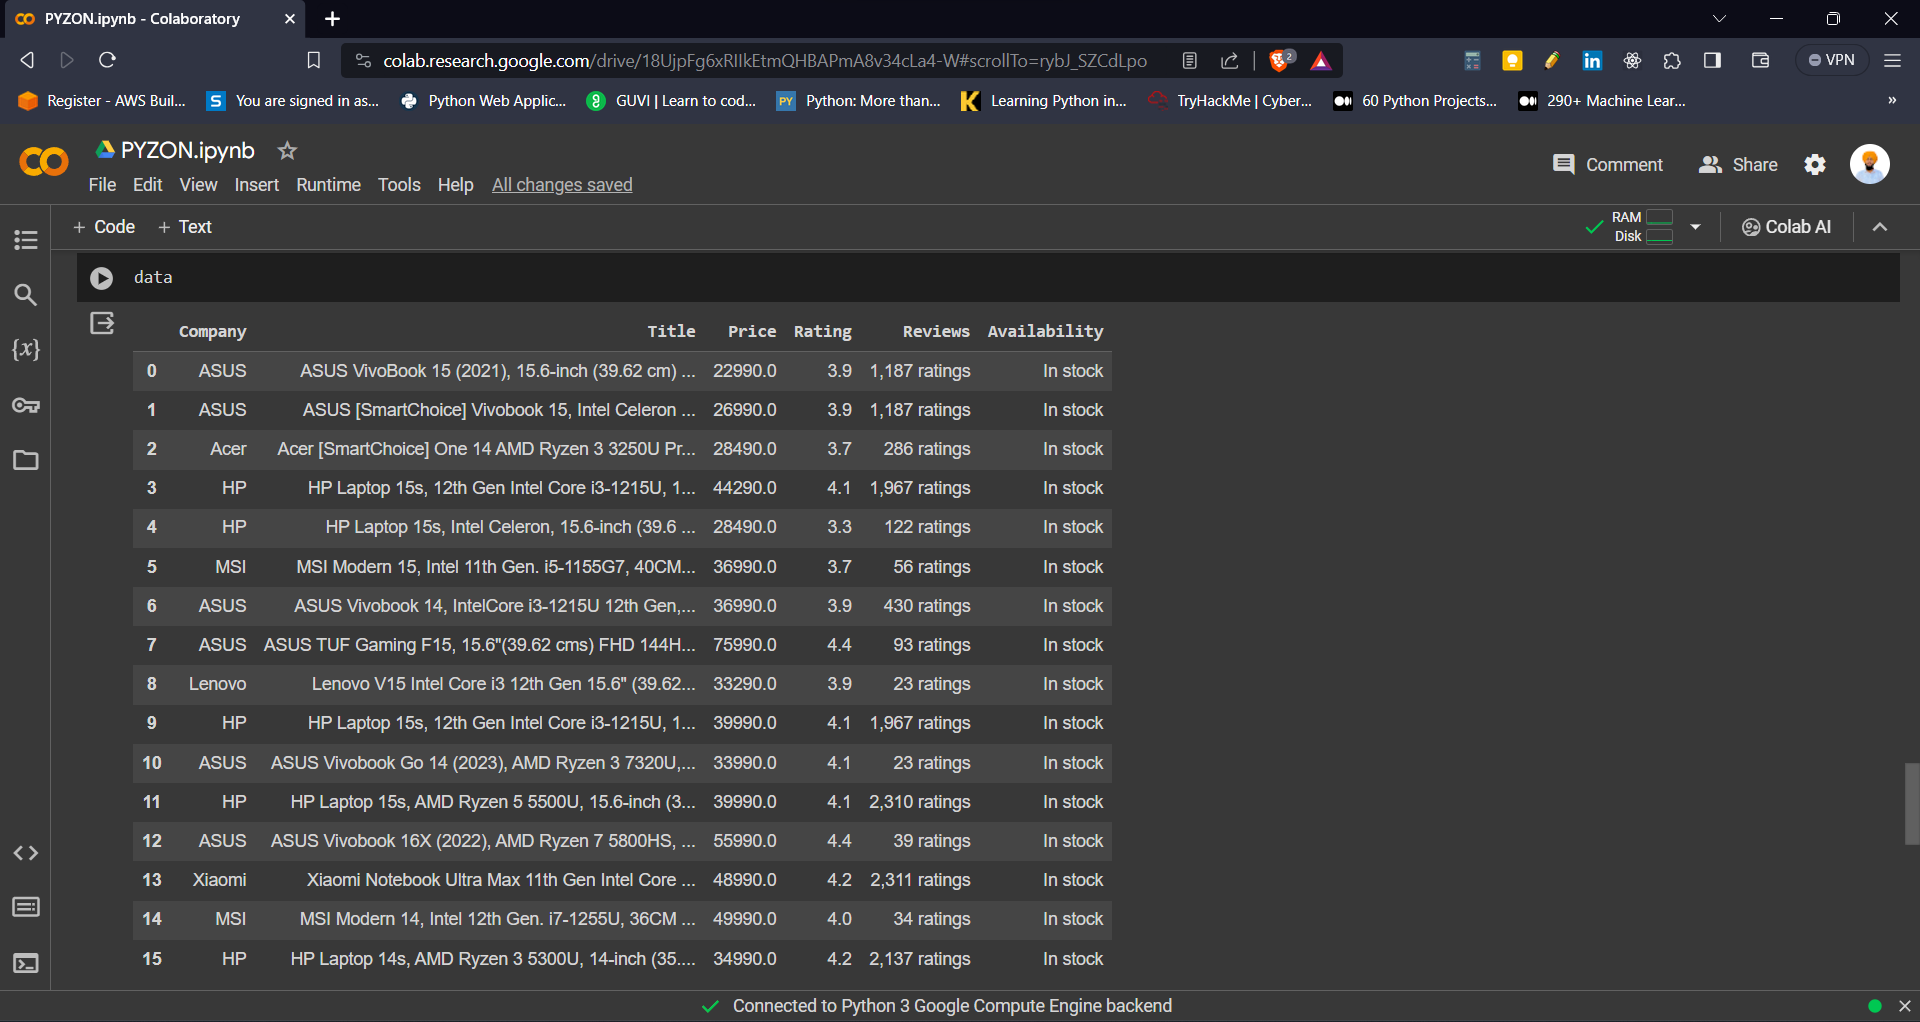 PYZON.ipynb - Colaboratory
colab.research.google.com/drive/18UjpFg6xRIlkEtmQHBAPmA8v34cLa4-W#scrollTo=rybJ_SZCdLpo
2
VPN
Register - AWS Buil... You are signed in as... Python Web Applic... GUVI | Learn to cod... Python: More than... Learning Python in... TryHackMe | Cyber... 60 Python Projects... 290+ Machine Lear... »
PYZON.ipynb
Comment Share
File Edit View Insert Runtime Tools Help All changes saved
+ Code + Text
RAM
Disk
Colab AI
data
Company Title Price Rating Reviews Availability
0 ASUS ASUS VivoBook 15 (2021), 15.6-inch (39.62 cm) ... 22990.0 3.9 1,187 ratings In stock
1 ASUS ASUS [SmartChoice] Vivobook 15, Intel Celeron ... 26990.0 3.9 1,187 ratings In stock
2 Acer Acer [SmartChoice] One 14 AMD Ryzen 3 3250U Pr... 28490.0 3.7 286 ratings In stock
3 HP HP Laptop 15s, 12th Gen Intel Core i3-1215U, 1... 44290.0 4.1 1,967 ratings In stock
4 HP HP Laptop 15s, Intel Celeron, 15.6-inch (39.6 ... 28490.0 3.3 122 ratings In stock
5 MSI MSI Modern 15, Intel 11th Gen. i5-1155G7, 40CM... 36990.0 3.7 56 ratings In stock
6 ASUS ASUS Vivobook 14, IntelCore i3-1215U 12th Gen,... 36990.0 3.9 430 ratings In stock
7 ASUS ASUS TUF Gaming F15, 15.6"(39.62 cms) FHD 144H... 75990.0 4.4 93 ratings In stock
8 Lenovo Lenovo V15 Intel Core i3 12th Gen 15.6" (39.62... 33290.0 3.9 23 ratings In stock
9 HP HP Laptop 15s, 12th Gen Intel Core i3-1215U, 1... 39990.0 4.1 1,967 ratings In stock
10 ASUS ASUS Vivobook Go 14 (2023), AMD Ryzen 3 7320U,... 33990.0 4.1 23 ratings In stock
11 HP HP Laptop 15s, AMD Ryzen 5 5500U, 15.6-inch (3... 39990.0 4.1 2,310 ratings In stock
12 ASUS ASUS Vivobook 16X (2022), AMD Ryzen 7 5800HS, ... 55990.0 4.4 39 ratings In stock
13 Xiaomi Xiaomi Notebook Ultra Max 11th Gen Intel Core ... 48990.0 4.2 2,311 ratings In stock
14 MSI MSI Modern 14, Intel 12th Gen. i7-1255U, 36CM ... 49990.0 4.0 34 ratings In stock
15 HP HP Laptop 14s, AMD Ryzen 3 5300U, 14-inch (35.... 34990.0 4.2 2,137 ratings In stock
Connected to Python 3 Google Compute Engine backend